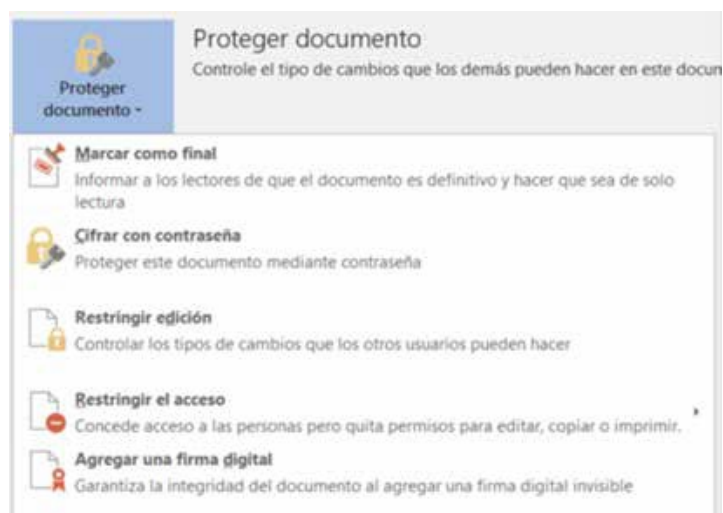 Proteger documento
Controle el tipo de cambios que los demás pueden hacer en este docum
Proteger
documento
Marcar como final
Informar a los lectores de que el documento es definitivo y hacer que sea de solo
lectura
Cifrar con contraseña
Proteger este documento mediante contraseña
Restringir edición
Controlar los tipos de cambios que los otros usuarios pueden hacer
Restringir el acceso
Concede acceso a las personas pero quita permisos para editar, copiar o imprimir.
Agregar una firma digital
Garantiza la integridad del documento al agregar una firma digital invisible